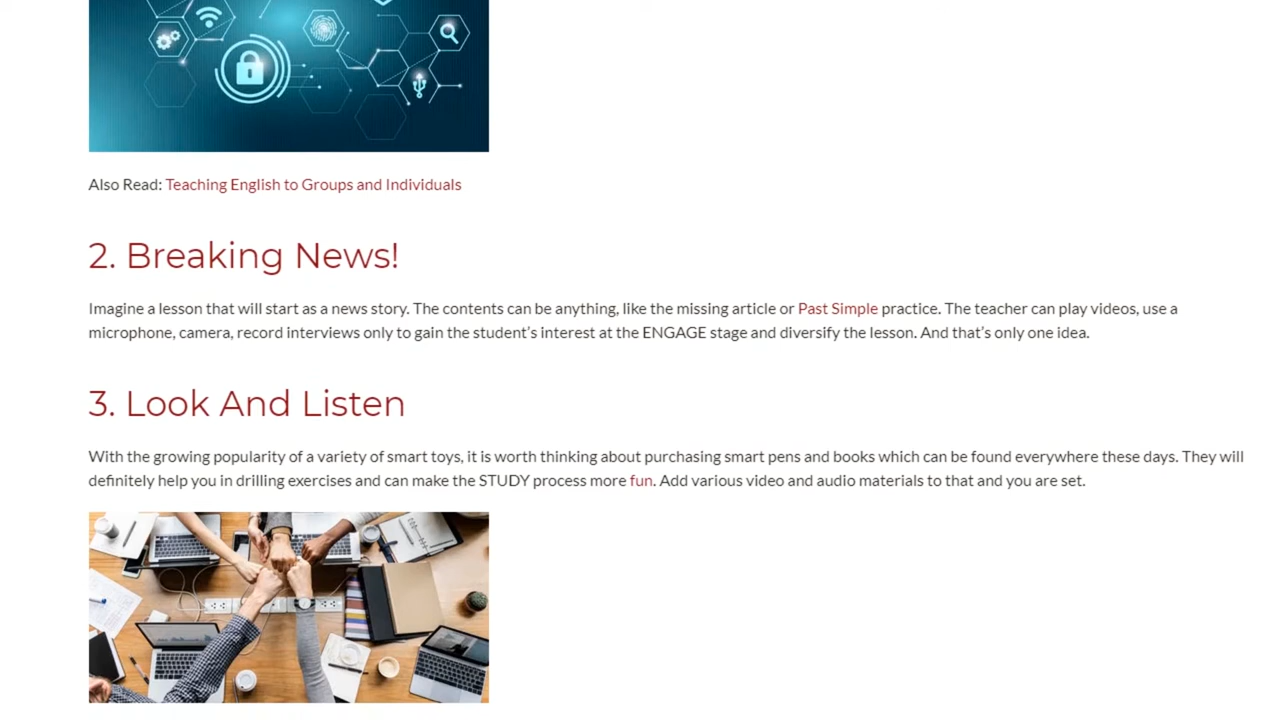 Also Read: Teaching English to Groups and Individuals
2. Breaking News!
Imagine a lesson that will start as a news story. The contents can be anything, like the missing article or Past Simple practice. The teacher can play videos, use a
microphone, camera, record interviews only to gain the student’s interest at the ENGAGE stage and diversify the lesson. And that’s only one idea.
3. Look And Listen
With the growing popularity of a variety of smart toys, it is worth thinking about purchasing smart pens and books which can be found everywhere these days. They will
definitely help you in drilling exercises and can make the STUDY process more fun. Add various video and audio materials to that and you are set.